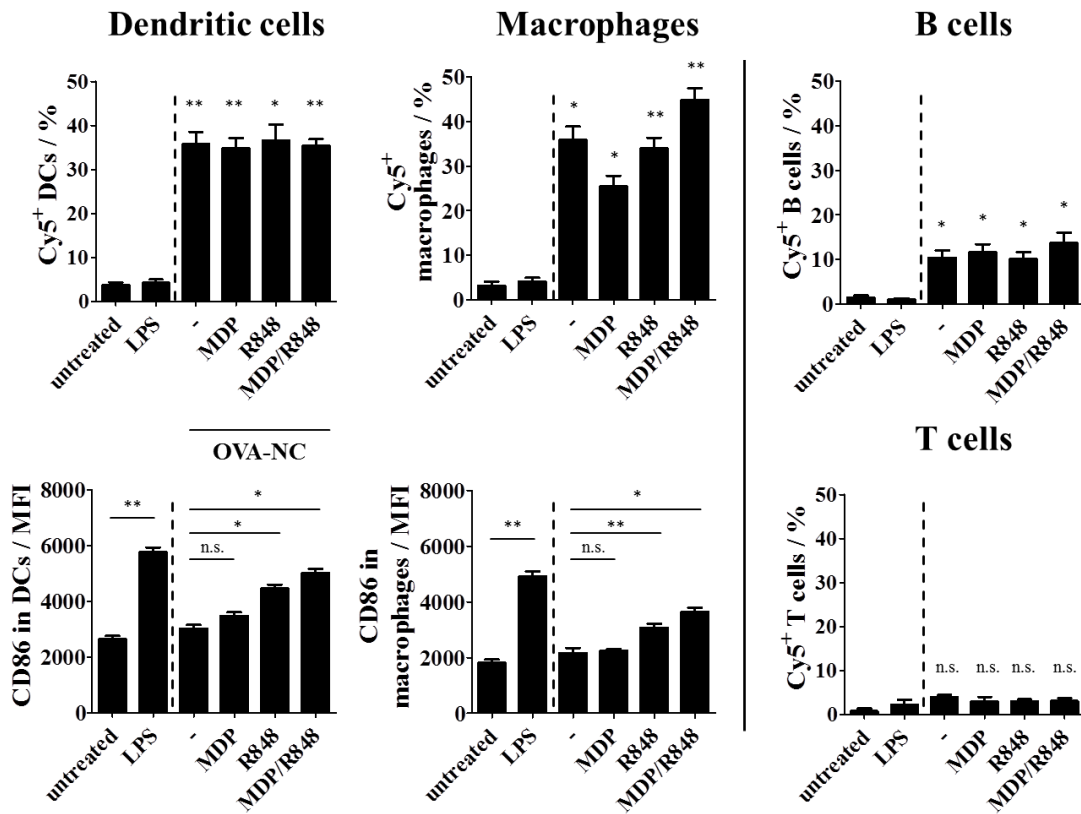 Dendritic cells
Cy5+ DCs / %
50
40
30
20
10
0
** ** * **
untreated
LPS
-
MDP
R848
MDP/R848
OVA-NC
Macrophages
Cy5+
macrophages / %
50
40
30
20
10
0
* * ** **
untreated
LPS
-
MDP
R848
MDP/R848
B cells
Cy5+ B cells / %
50
40
30
20
10
0
* * * *
untreated
LPS
-
MDP
R848
MDP/R848
CD86 in DCs / MFI
8000
6000
4000
2000
0
**
*
*
n.s.
untreated
LPS
-
MDP
R848
MDP/R848
CD86 in
macrophages / MFI
8000
6000
4000
2000
0
**
*
**
n.s.
untreated
LPS
-
MDP
R848
MDP/R848
T cells
Cy5+ T cells / %
50
40
30
20
10
0
n.s. n.s. n.s. n.s.
untreated
LPS
-
MDP
R848
MDP/R848